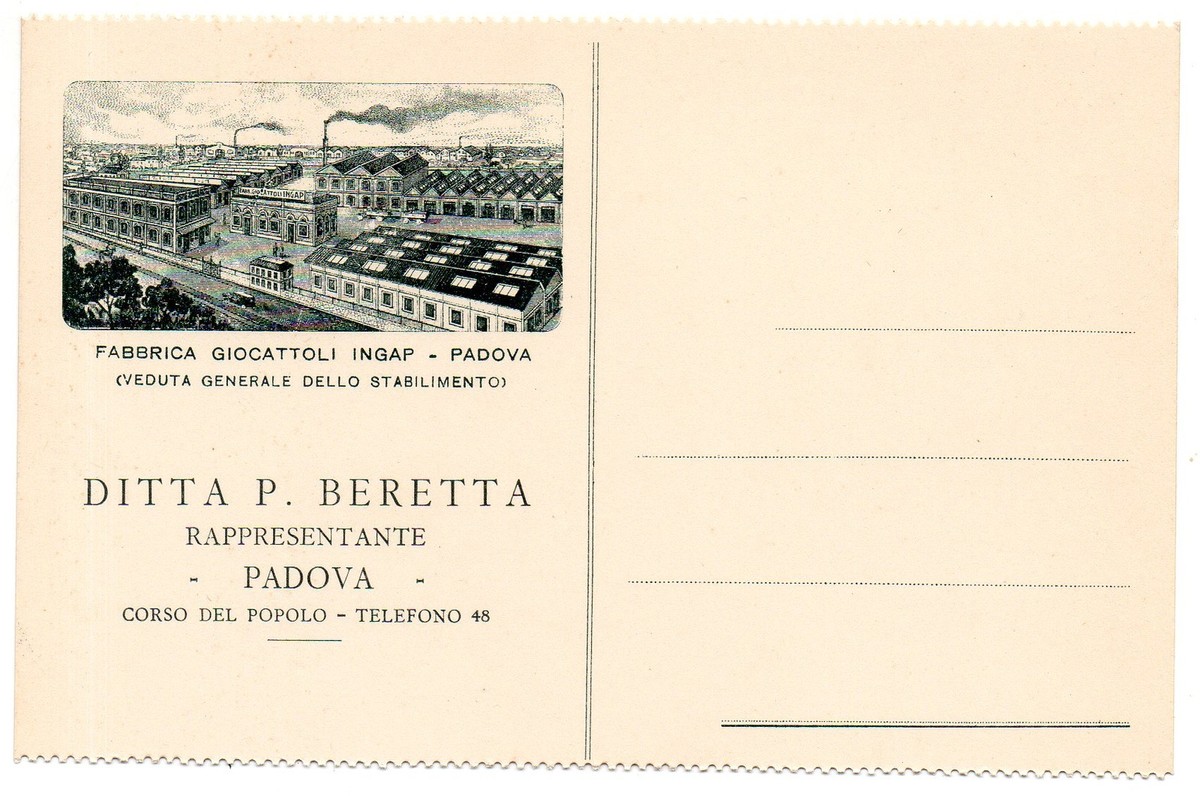 FABB. GIOCATTOLI INGAP
FABBRICA GIOCATTOLI INGAP - PADOVA
(VEDUTA GENERALE DELLO STABILIMENTO)
DITTA P. BERETTA
RAPPRESENTANTE
- PADOVA -
CORSO DEL POPOLO - TELEFONO 48